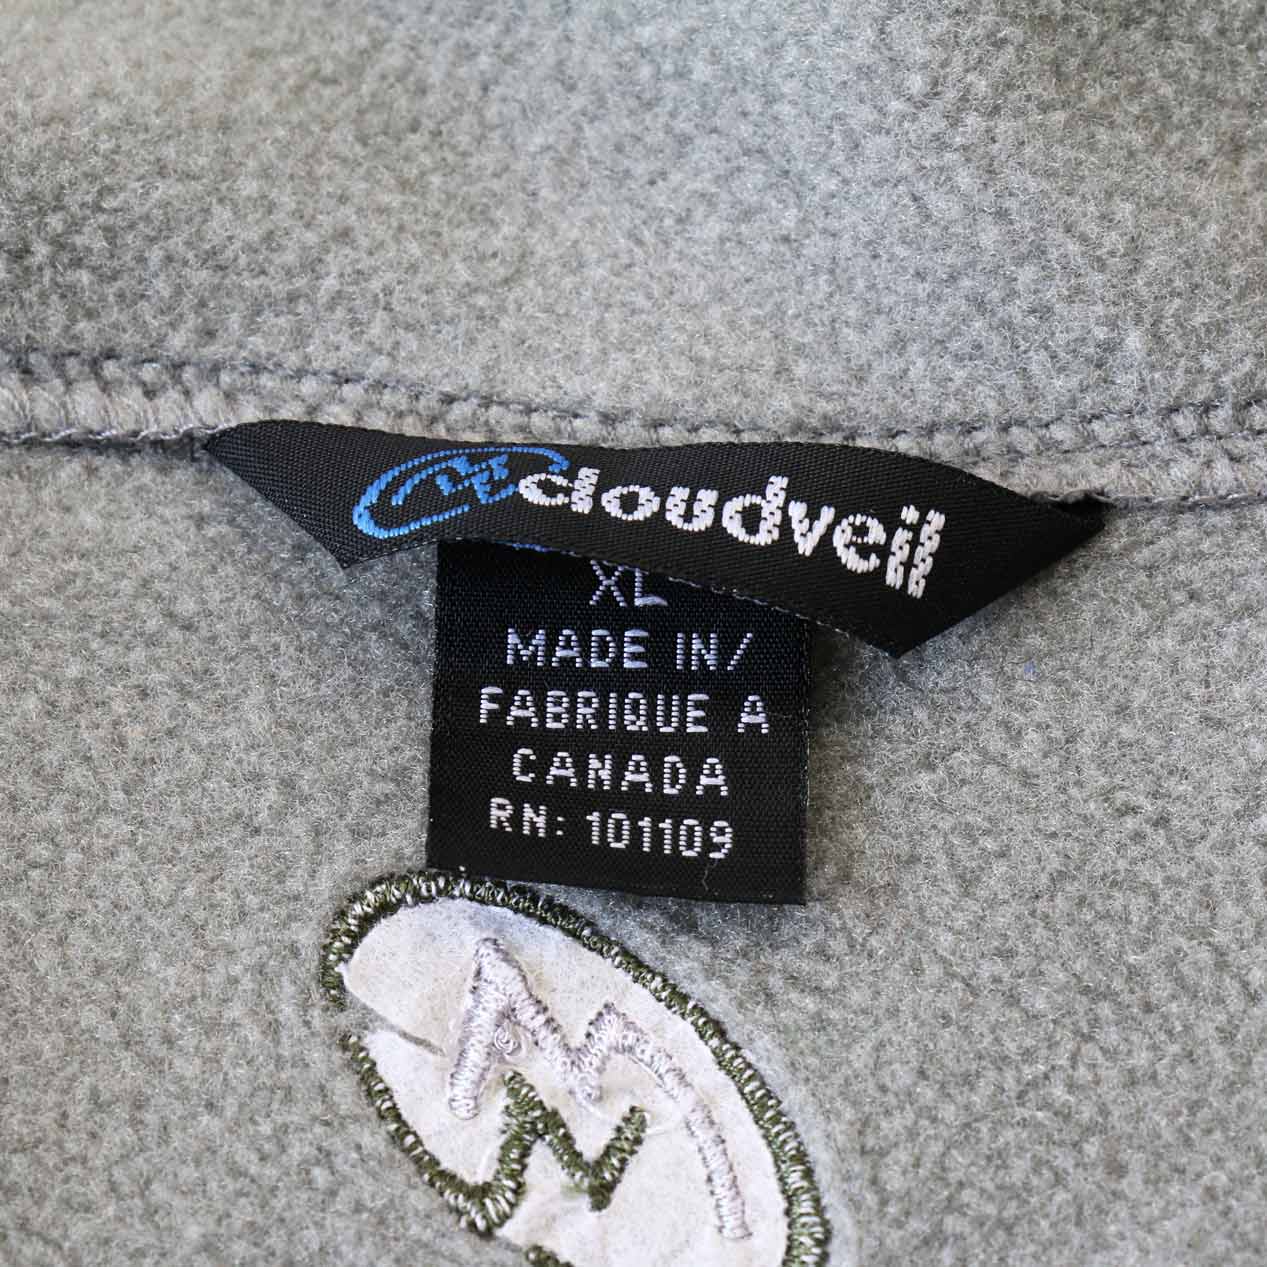 cloudveil
XL
MADE IN/
FABRIQUE A
CANADA
RN: 101109